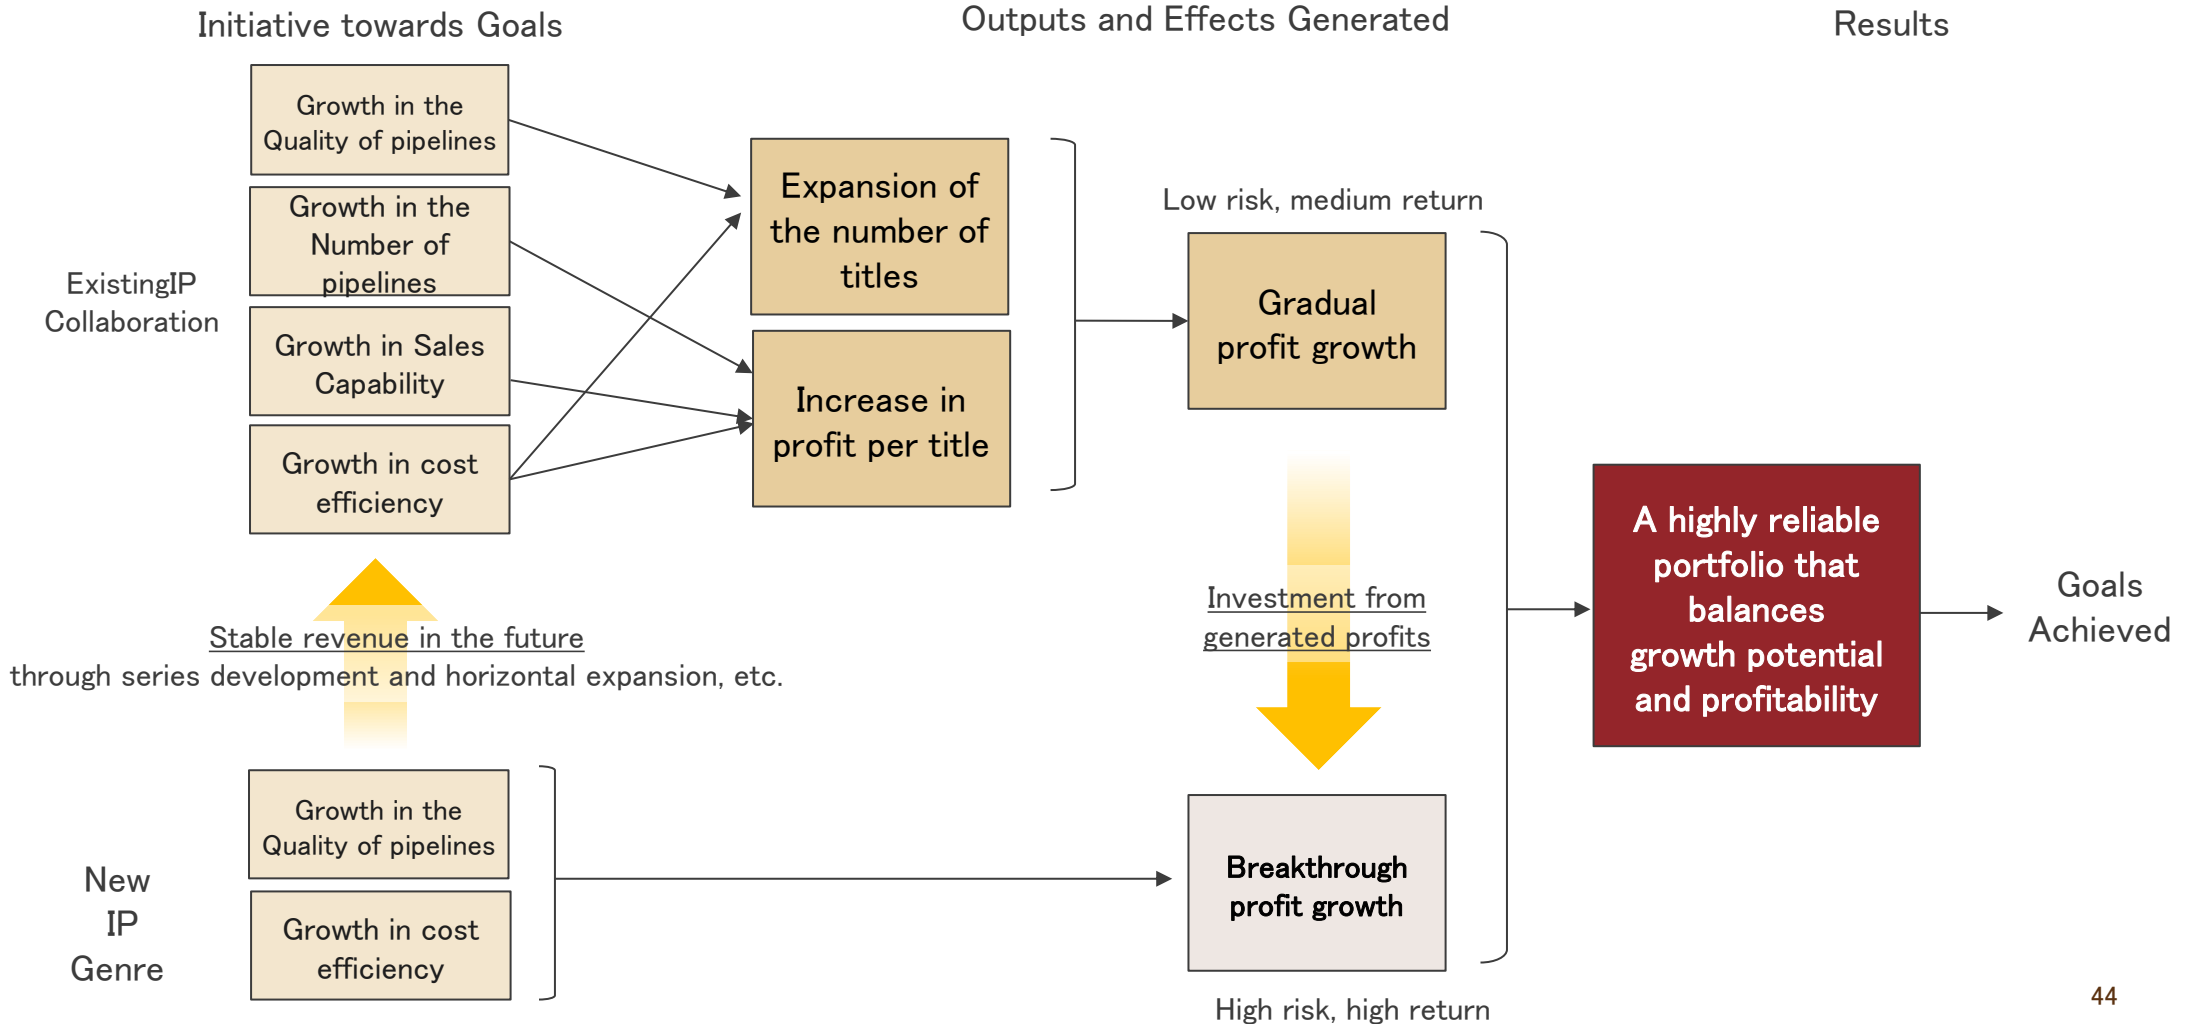 Initiative towards Goals
Outputs and Effects Generated
Results
Growth in the
Quality of pipelines
Growth in the
Number of
pipelines
ExistingIP
Collaboration
Growth in Sales
Capability
Growth in cost
efficiency
Expansion of
the number of
titles
Increase in
profit per title
Low risk, medium return
Gradual
profit growth
Investment from
generated profits
Stable revenue in the future
through series development and horizontal expansion, etc.
A highly reliable
portfolio that
balances
growth potential
and profitability
Goals
Achieved
New
IP
Genre
Growth in the
Quality of pipelines
Growth in cost
efficiency
Breakthrough
profit growth
High risk, high return
44